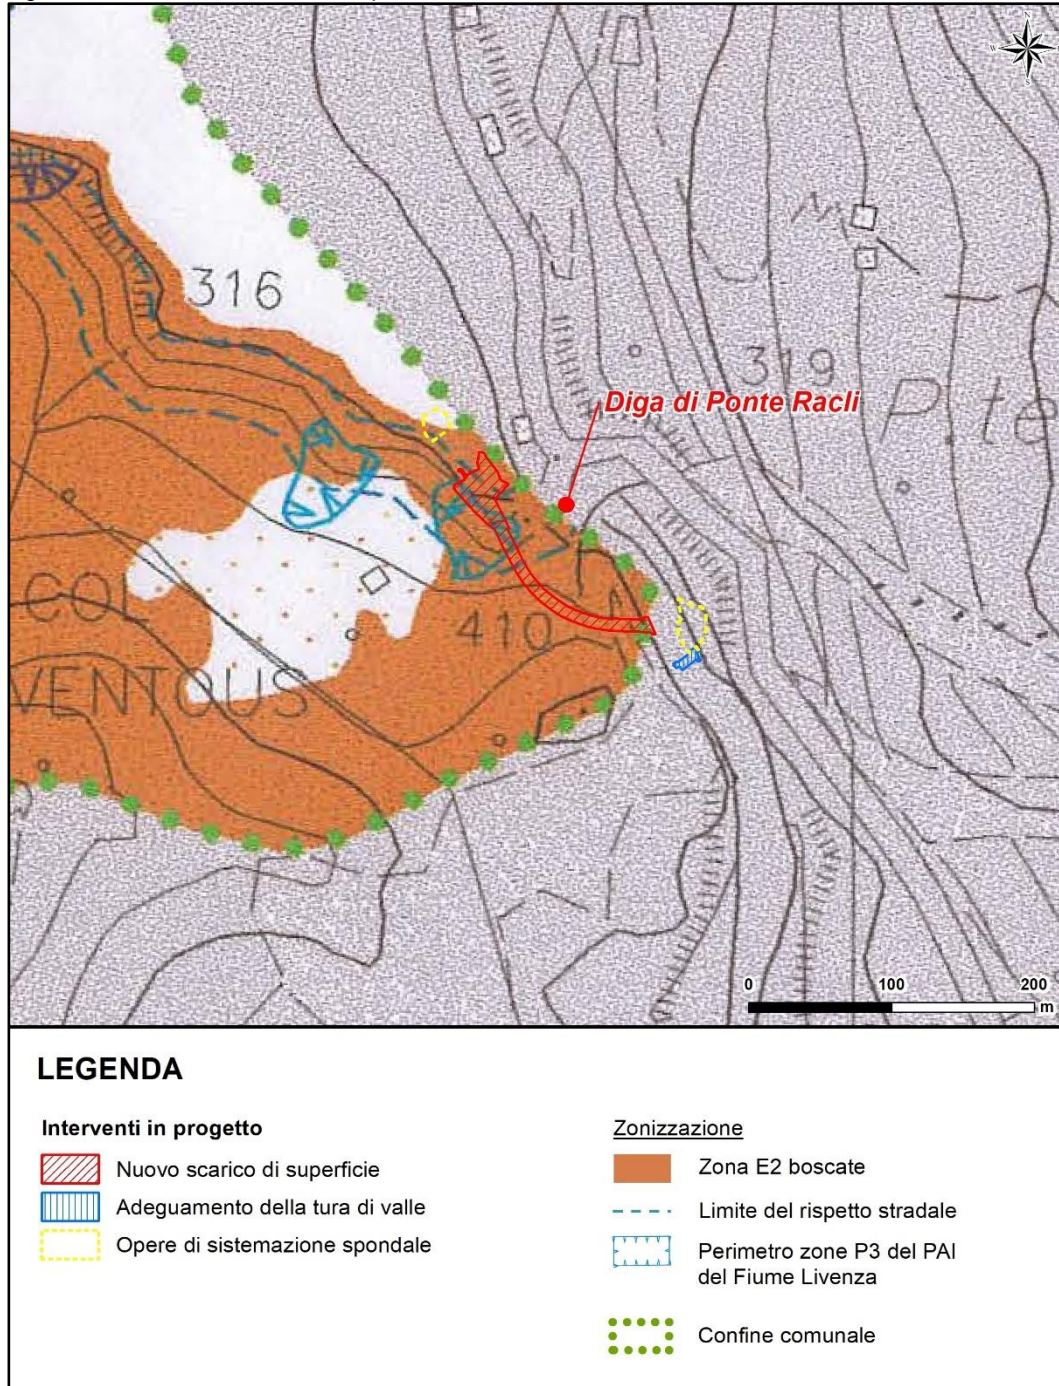 N
W
S
316
319
Diga di Ponte Racli
P te
COL
410
VENTOUS
0 100 200
m
LEGENDA
Interventi in progetto
Nuovo scarico di superficie
Adeguamento della tura di valle
Opere di sistemazione spondale
Zonizzazione
Zona E2 boscate
Limite del rispetto stradale
Perimetro zone P3 del PAI
del Fiume Livenza
Confine comunale